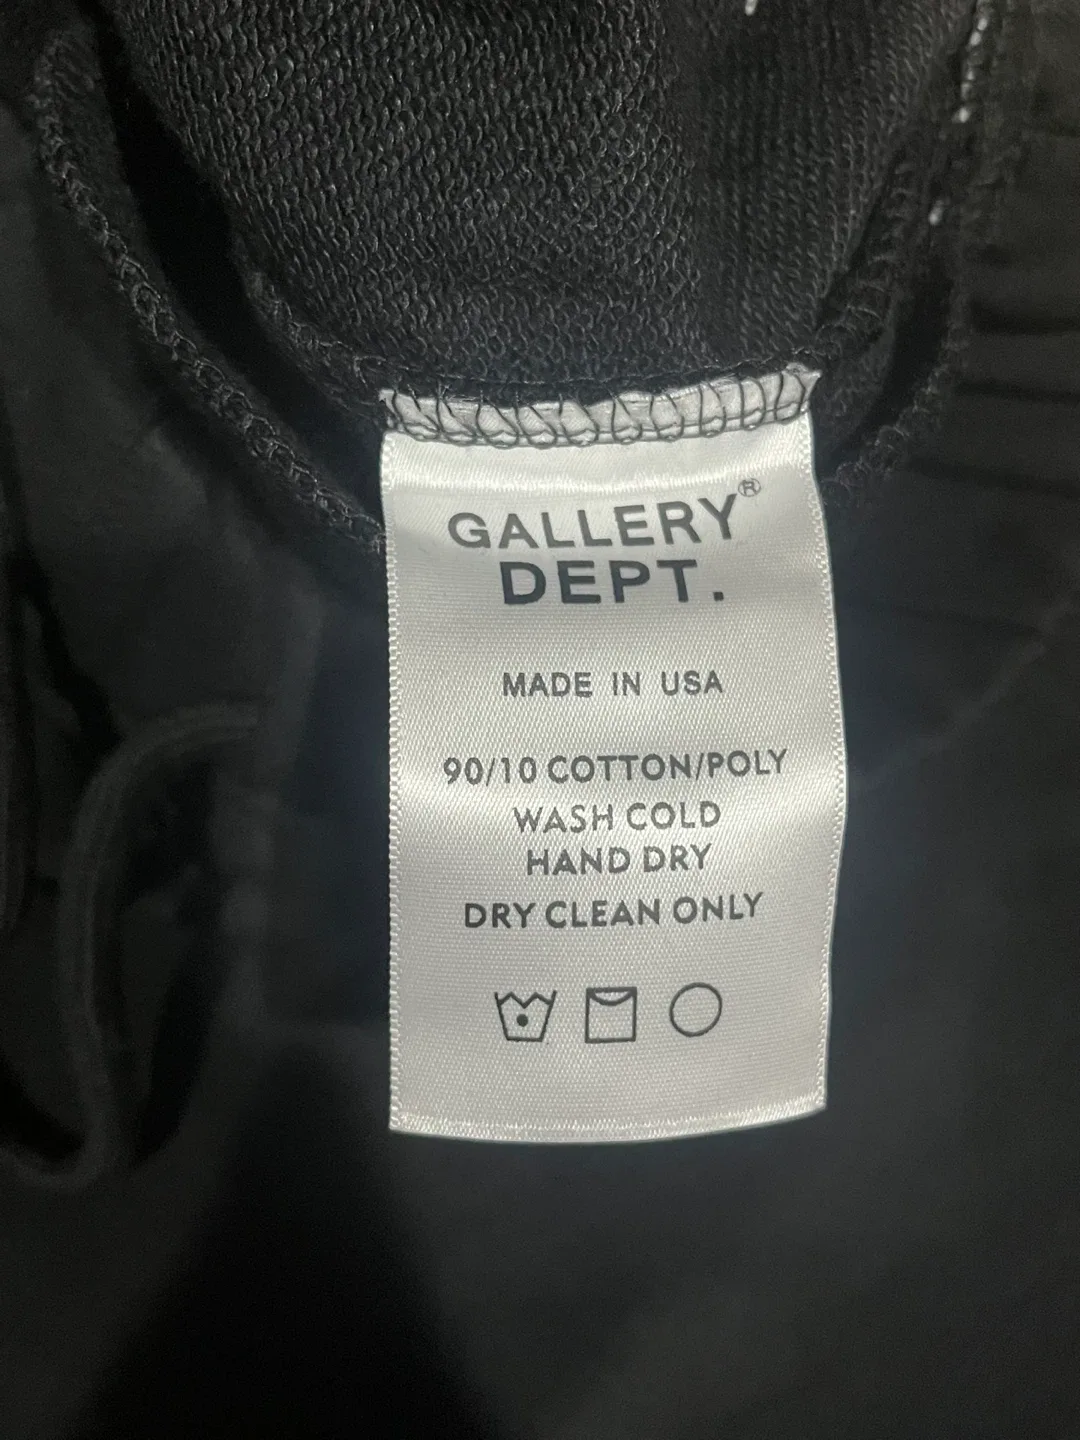 GALLERY®
DEPT.
MADE IN USA
90/10 COTTON/POLY
WASH COLD
HAND DRY
DRY CLEAN ONLY